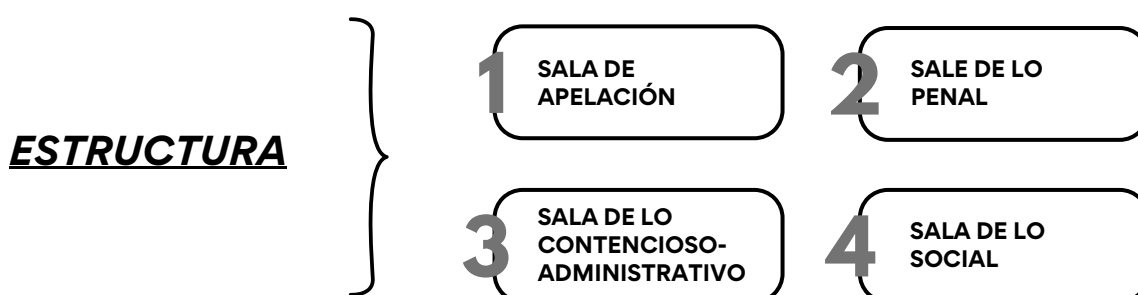 ESTRUCTURA
1
SALA DE
APELACIÓN
2
SALE DE LO
PENAL
3
SALA DE LO
CONTENCIOSO-
ADMINISTRATIVO
4
SALA DE LO
SOCIAL